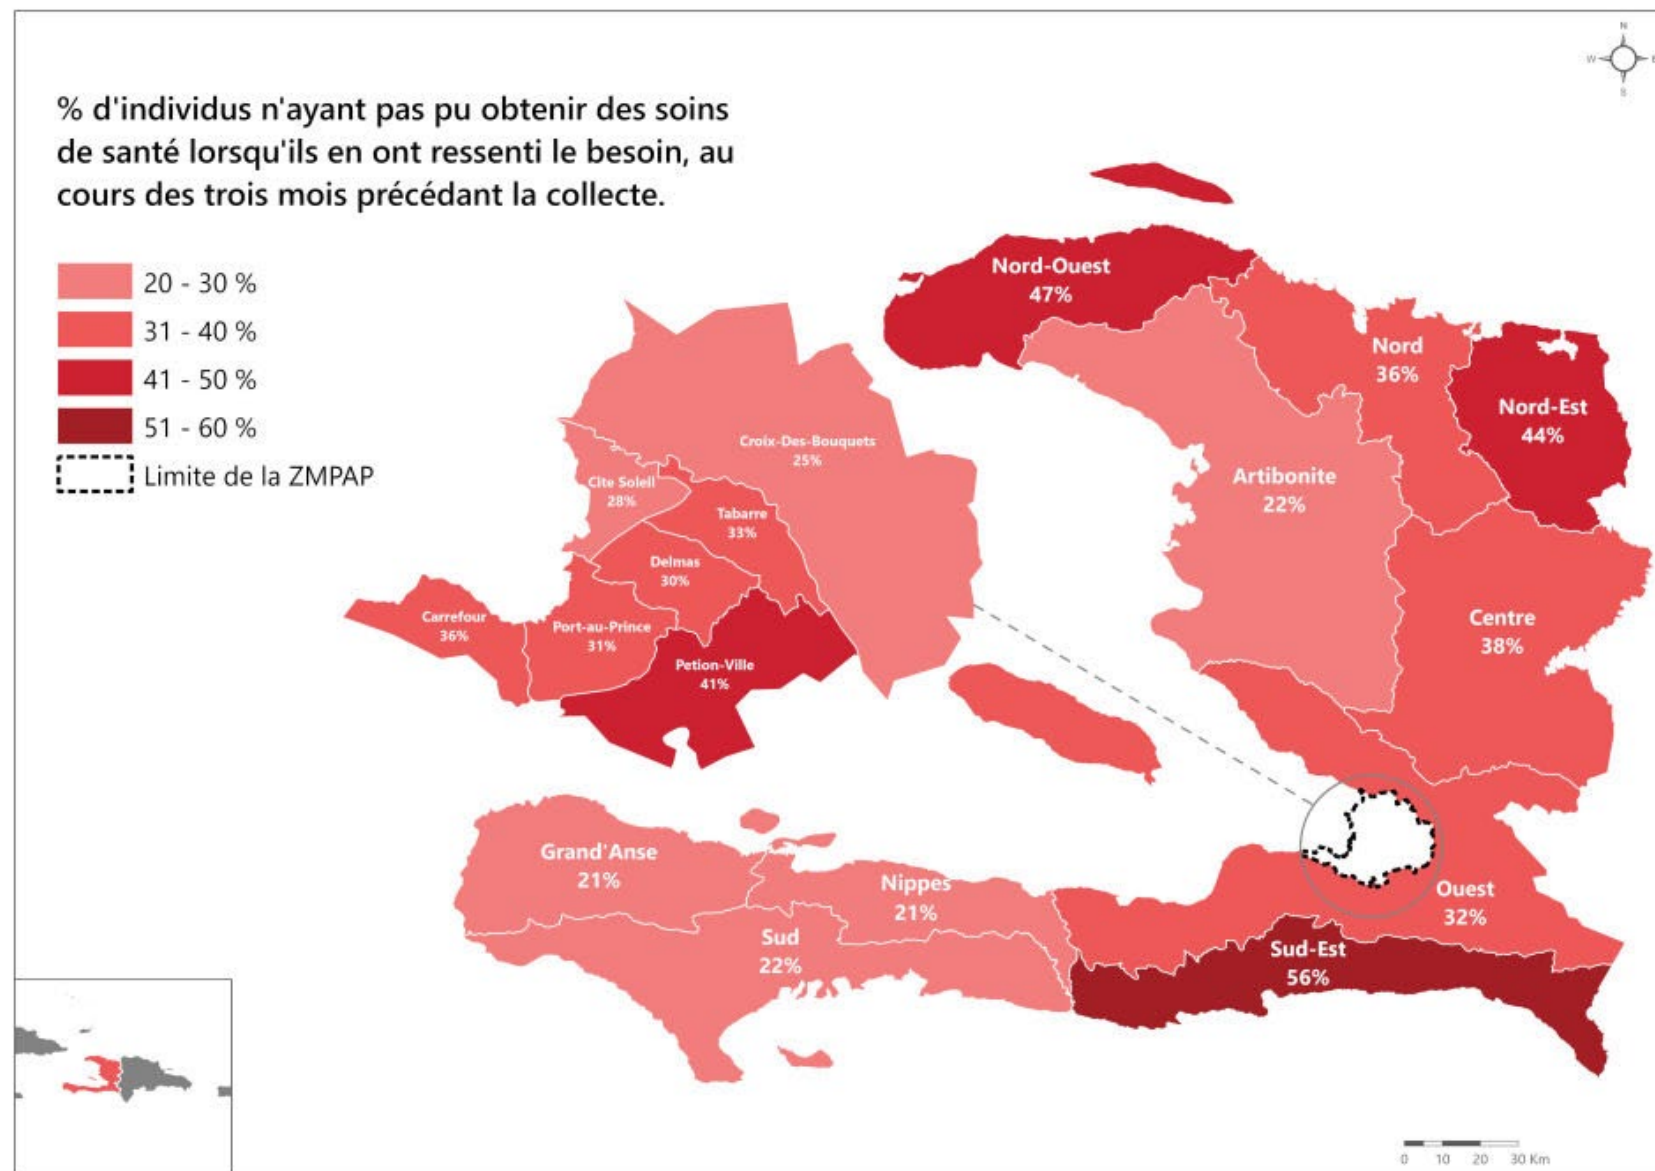 N
W
E
S
% d'individus n'ayant pas pu obtenir des soins
de santé lorsqu'ils en ont ressenti le besoin, au
cours des trois mois précédant la collecte.
20 - 30 %
31 - 40 %
41 - 50 %
51 - 60 %
Limite de la ZMPAP
Nord-Ouest
47%
Nord
36%
Nord-Est
44%
Croix-Des-Bouquets
25%
Cite Soleil
28%
Artibonite
22%
Tabarre
33%
Delmas
30%
Carrefour
36%
Port-au-Prince
31%
Centre
38%
Petion-Ville
41%
Grand'Anse
21%
Nippes
21%
Ouest
32%
Sud
22%
Sud-Est
56%
0 10 20 30 Km